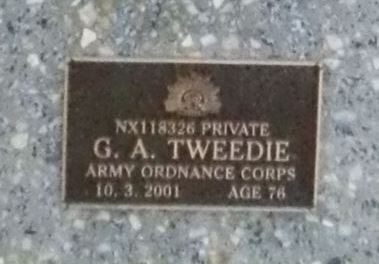 NX118326 PRIVATE
G. A. TWEEDIE
ARMY ORDNANCE CORPS
10. 3. 2001 AGE 76